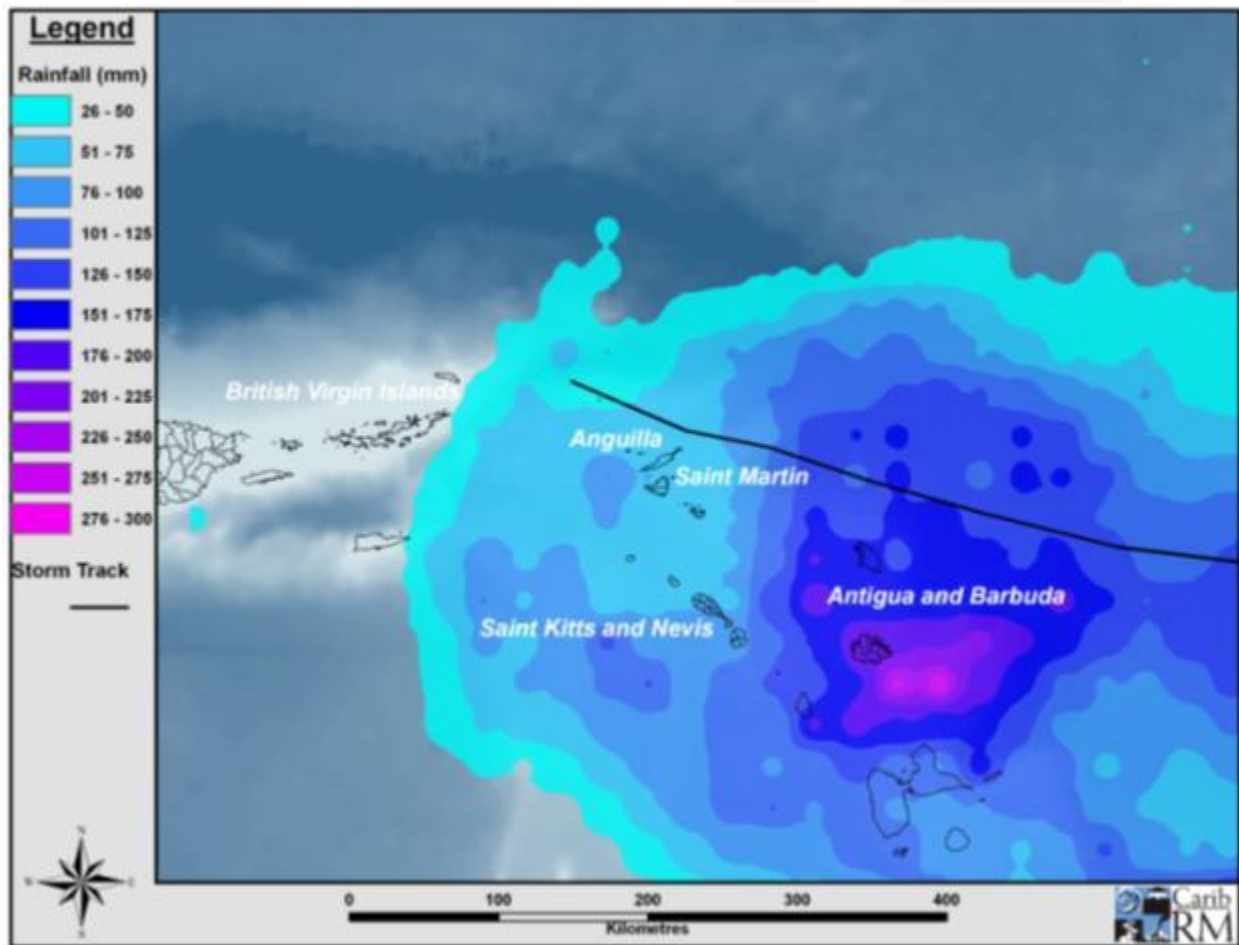 Legend
Rainfall (mm)
26 - 50
51 - 75
76 - 100
101 - 125
126 - 150
151 - 175
176 - 200
201 - 225
226 - 250
251 - 275
276 - 300
Storm Track
British Virgin Islands
Anguilla
Saint Martin
Antigua and Barbuda
Saint Kitts and Nevis
N
W E
S
0 100 200 300 400
Kilometres
Carib
RM